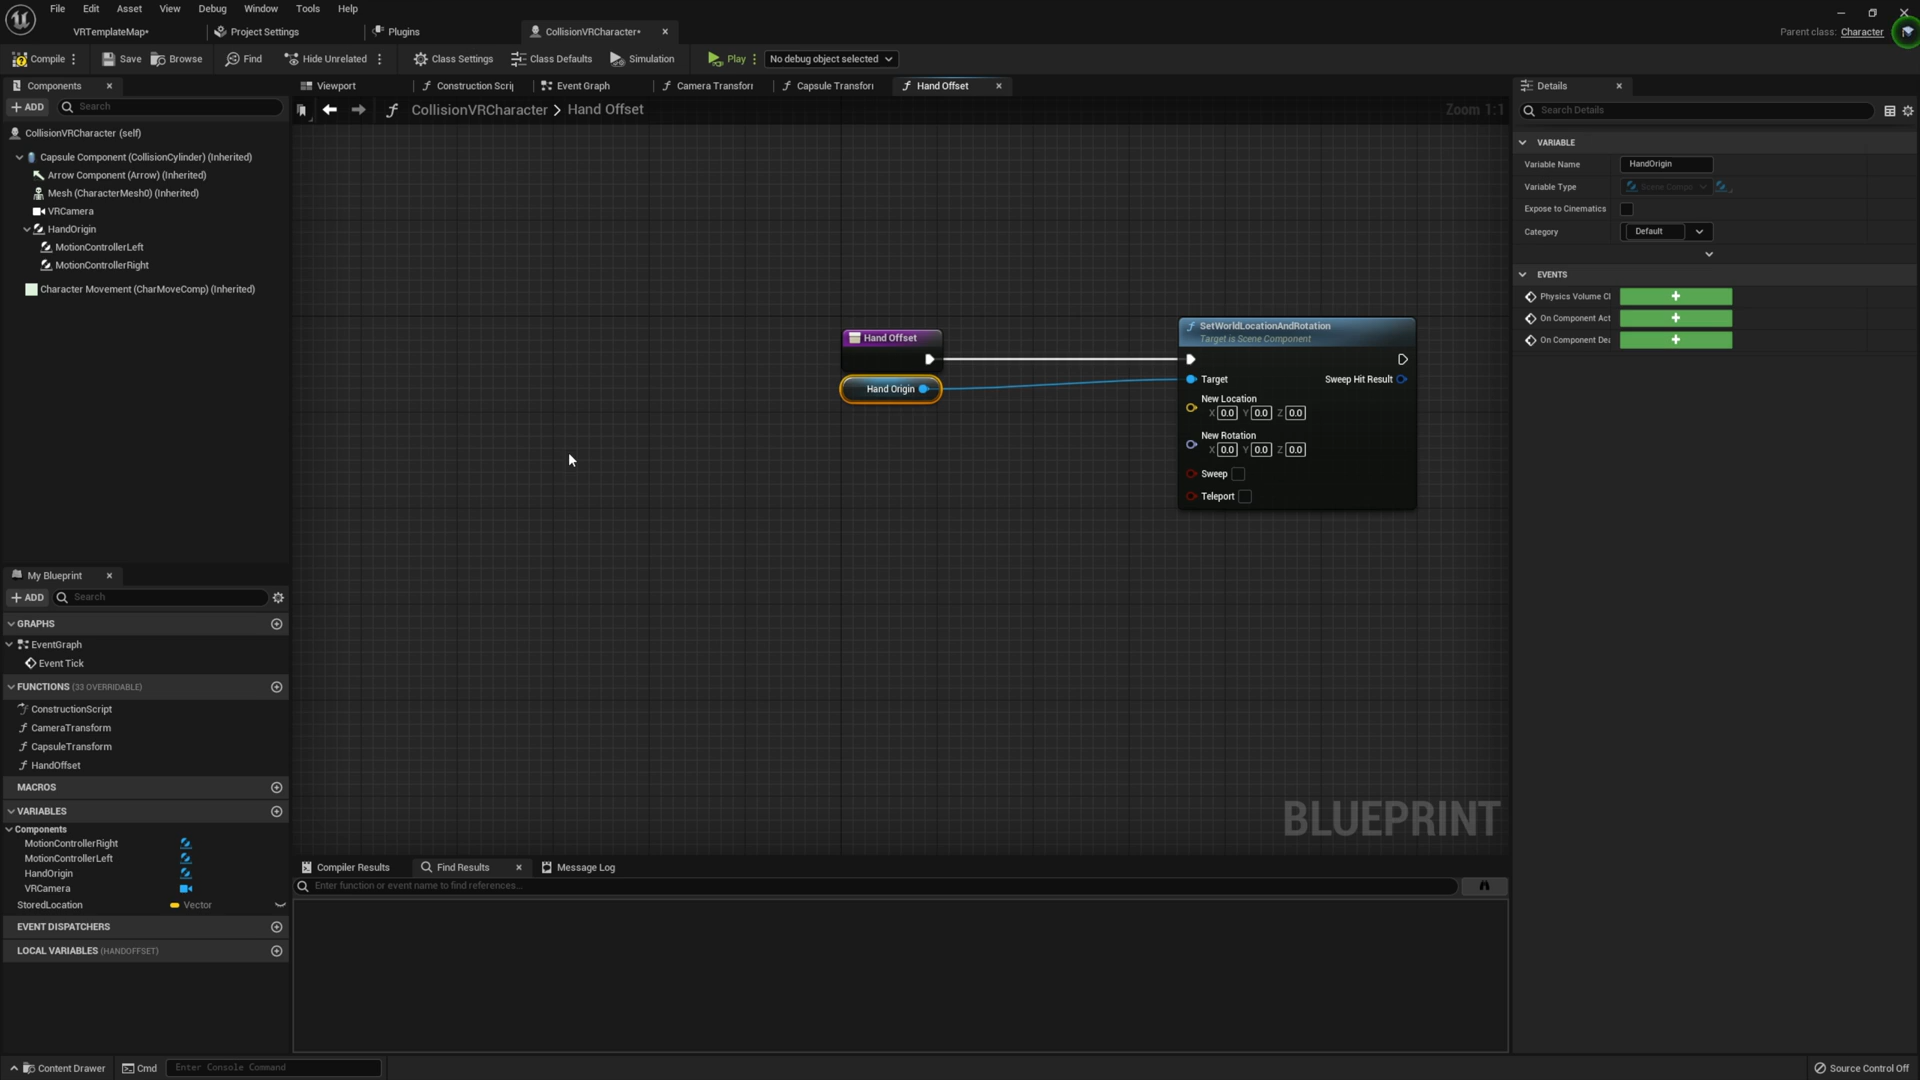 File Edit Asset View Debug Window Tools Help
VRTemplateMap* Project Settings Plugins CollisionVRCharacter*
Parent class: Character
Compile Save Browse Find Hide Unrelated Class Settings Class Defaults Simulation Play No debug object selected
Components
Viewport Construction Scri Event Graph Camera Transforr Capsule Transforr Hand Offset
Details
ADD Search
CollisionVRCharacter > Hand Offset Zoom 1:1
Search Details
CollisionVRCharacter (self)
Capsule Component (CollisionCylinder) (Inherited)
Arrow Component (Arrow) (Inherited)
Mesh (CharacterMesh0) (Inherited)
VRCamera
HandOrigin
MotionControllerLeft
MotionControllerRight
Character Movement (CharMoveComp) (Inherited)
VARIABLE
Variable Name HandOrigin
Variable Type Scene Compo
Expose to Cinematics
Category Default
EVENTS
Physics Volume Cl
On Component Act
On Component Dea
Hand Offset
Hand Origin
SetWorldLocationAndRotation
Target is Scene Component
Target Sweep Hit Result
New Location
X 0.0 Y 0.0 Z 0.0
New Rotation
X 0.0 Y 0.0 Z 0.0
Sweep
Teleport
BLUEPRINT
My Blueprint
ADD Search
GRAPHS
EventGraph
Event Tick
FUNCTIONS (33 OVERRIDABLE)
ConstructionScript
CameraTransform
CapsuleTransform
HandOffset
MACROS
VARIABLES
Components
MotionControllerRight
MotionControllerLeft
HandOrigin
VRCamera
StoredLocation Vector
EVENT DISPATCHERS
LOCAL VARIABLES (HANDOFFSET)
Compiler Results Find Results Message Log
Enter function or event name to find references...
Content Drawer Cmd Enter Console Command
Source Control Off